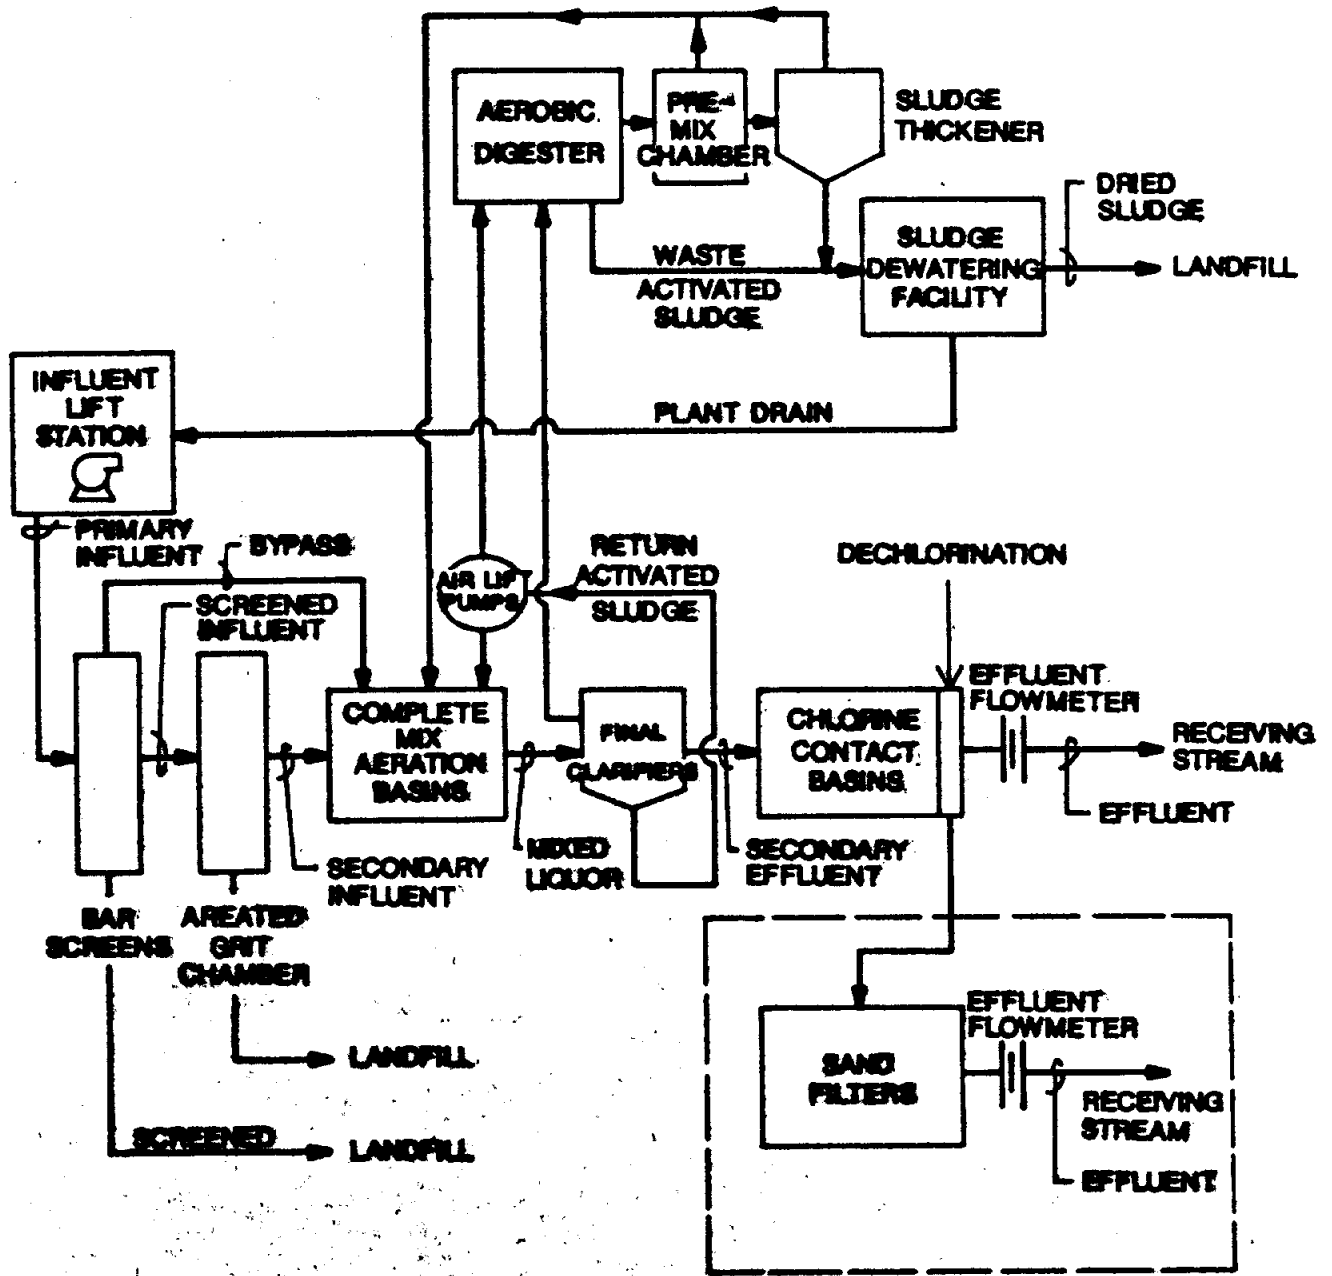 AEROBIC
DIGESTER
PRE-
MIX
CHAMBER
SLUDGE
THICKENER
DRIED
SLUDGE
SLUDGE
DEWATERING
FACILITY
LANDFILL
WASTE
ACTIVATED
SLUDGE
INFLUENT
LIFT
STATION
PLANT DRAIN
PRIMARY
INFLUENT
BYPASS
SCREENED
INFLUENT
AIR LIFT
PUMPS
RETURN
ACTIVATED
SLUDGE
DECHLORINATION
COMPLETE
MIX
AERATION
BASINS
FINAL
CLARIFIERS
CHLORINE
CONTACT
BASINS
EFFLUENT
FLOWMETER
RECEIVING
STREAM
EFFLUENT
SECONDARY
INFLUENT
MIXED
LIQUOR
SECONDARY
EFFLUENT
BAR
SCREENS
AREATED
GRIT
CHAMBER
LANDFILL
SCREENED
LANDFILL
SAND
FILTERS
EFFLUENT
FLOWMETER
RECEIVING
STREAM
EFFLUENT